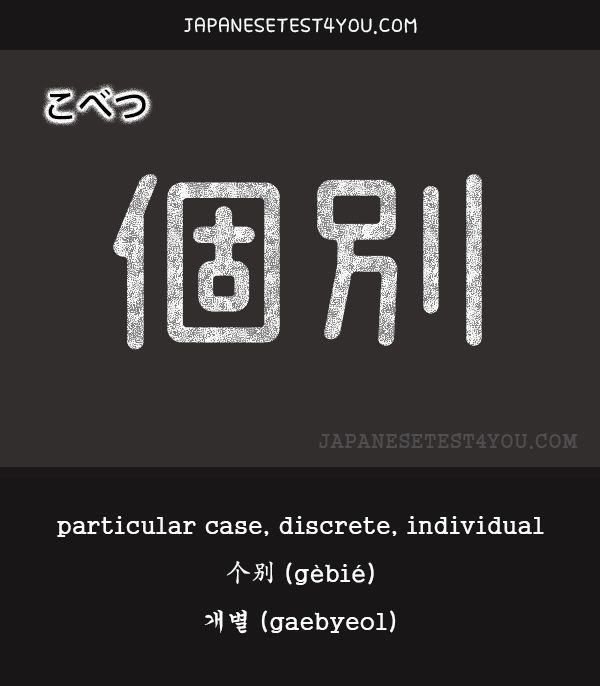 JAPANESETEST4YOU.COM
こべつ
個別
JAPANESETEST4YOU.COM
particular case, discrete, individual
个别 (gèbié)
개별 (gaebyeol)